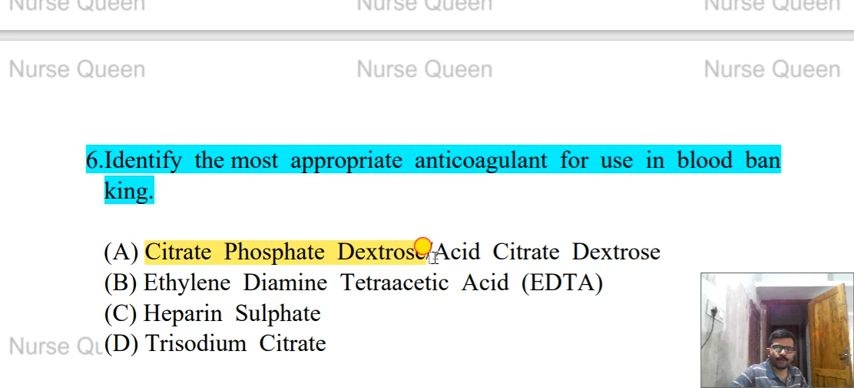 Nurse Queen Nurse Queen Nurse Queen
Nurse Queen Nurse Queen Nurse Queen
6.Identify the most appropriate anticoagulant for use in blood ban
king.
(A) Citrate Phosphate Dextrose/Acid Citrate Dextrose
(B) Ethylene Diamine Tetraacetic Acid (EDTA)
(C) Heparin Sulphate
Nurse Qu (D) Trisodium Citrate